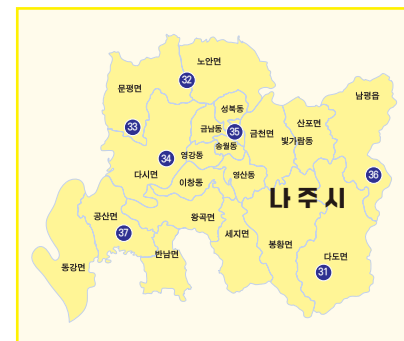 노안면
32
문평면
남평읍
성북동
33
금남동
35
금천면
산포면
송월동
빛가람동
34
영강동
다시면
이창동
영산동
36
나주시
공산면
왕곡면
37
세지면
봉황면
반남면
다도면
동강면
31